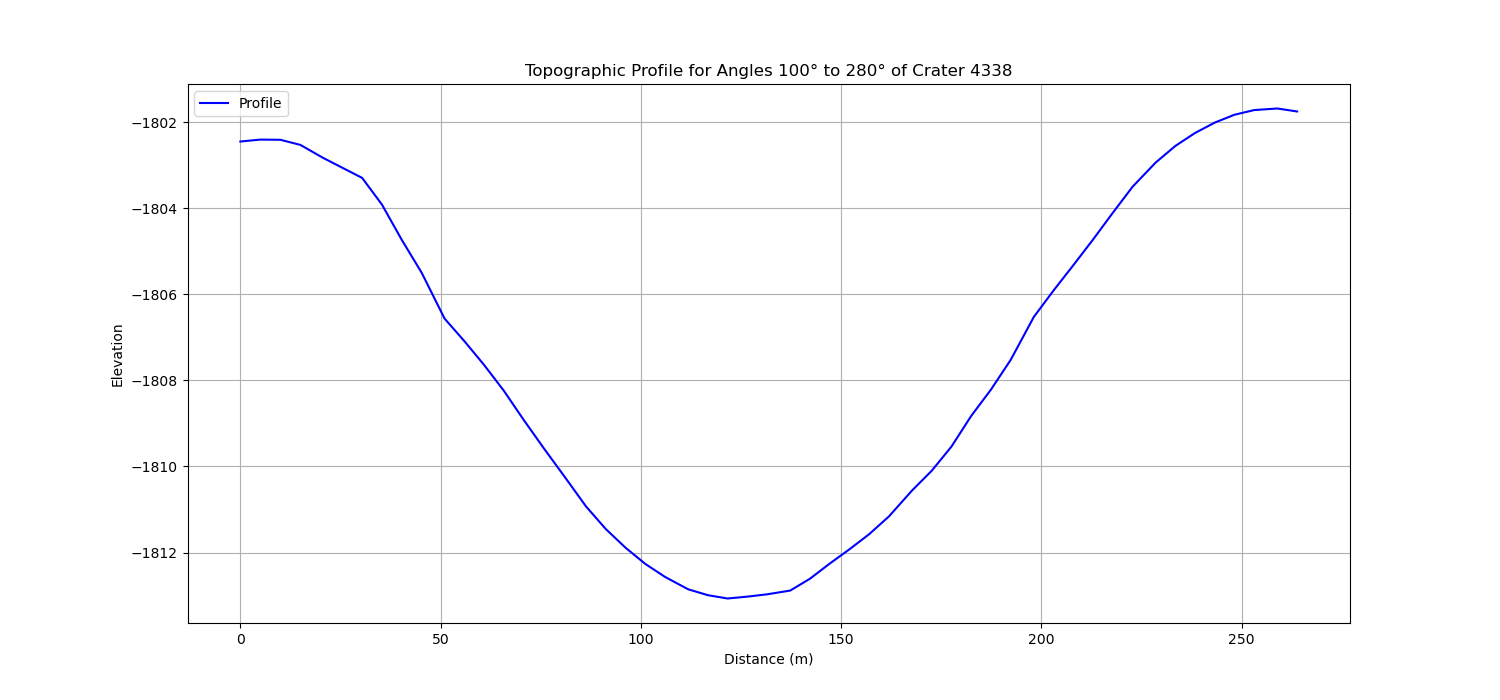 Topographic Profile for Angles 100° to 280° of Crater 4338
Profile
−1802
−1804
−1806
−1808
−1810
−1812
Elevation
0 50 100 150 200 250
Distance (m)